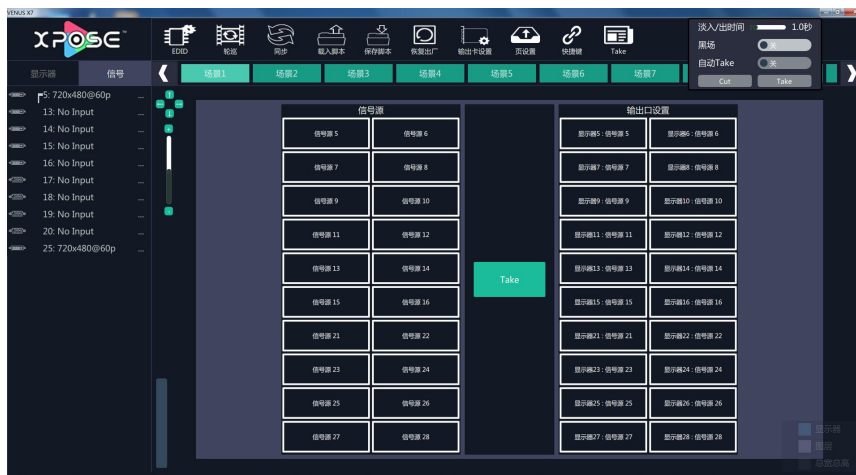 VENUS X7
XPOSE
EDID
轮巡
同步
载入脚本
保存脚本
恢复出厂
输出卡设置
页设置
快捷键
Take
淡入/出时间 1.0秒
黑场 关
自动Take 关
Cut Take
显示器 信号
场景1 场景2 场景3 场景4 场景5 场景6 场景7
5: 720x480@60p ...
13: No Input ...
14: No Input ...
15: No Input ...
16: No Input ...
17: No Input ...
18: No Input ...
19: No Input ...
20: No Input ...
25: 720x480@60p ...
信号源
信号源 5 信号源 6
信号源 7 信号源 8
信号源 9 信号源 10
信号源 11 信号源 12
信号源 13 信号源 14
信号源 15 信号源 16
信号源 21 信号源 22
信号源 23 信号源 24
信号源 25 信号源 26
信号源 27 信号源 28
Take
输出口设置
显示器5 : 信号源 5 显示器6 : 信号源 6
显示器7 : 信号源 7 显示器8 : 信号源 8
显示器9 : 信号源 9 显示器10 : 信号源 10
显示器11 : 信号源 11 显示器12 : 信号源 12
显示器13 : 信号源 13 显示器14 : 信号源 14
显示器15 : 信号源 15 显示器16 : 信号源 16
显示器21 : 信号源 21 显示器22 : 信号源 22
显示器23 : 信号源 23 显示器24 : 信号源 24
显示器25 : 信号源 25 显示器26 : 信号源 26
显示器27 : 信号源 27 显示器28 : 信号源 28
显示器
图层
总宽总高